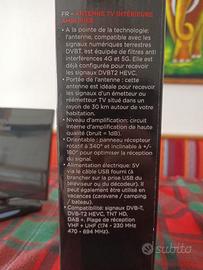 FR - ANTENNE TV INTÉRIEURE
AMPLIFIÉE
• A la pointe de la technologie:
l'antenne, compatible avec les
signaux numériques terrestres
DVBT, est équipée de filtres anti
interférences 4G et 5G. Elle est
déjà configurée pour recevoir
les signaux DVBT2 HEVC.
• Portée de l'antenne : cette
antenne est idéale pour recevoir
les signaux d'un émetteur ou
réémetteur TV situé dans un
rayon de 30 km autour de votre
habitation.
• Niveau d'amplification: circuit
interne d'amplification de haute
qualité (bruit = 1dB).
• Orientable : panneau récepteur
rotatif à 340° et inclinable à +/-
180° pour optimiser la réception
du signal.
• Alimentation électrique: 5V
via le câble USB fourni (à
brancher sur la prise USB du
téléviseur ou du décodeur). Il
peut également être utilisé en
vacances (caravane / camping
/ bateau).
• Compatibilité: signaux DVB-T,
DVB-T2 HEVC, TNT HD,
DAB +. Plage de réception
VHF + UHF (174 - 230 MHz
470 - 694 MHz).
subito